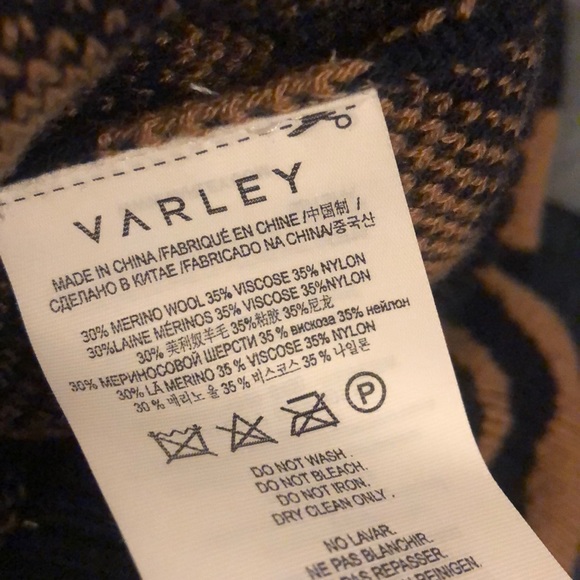 VARLEY
MADE IN CHINA /FABRIQUÉ EN CHINE /中国制 /
СДЕЛАНО В КИТАЕ /FABRICADO NA CHINA/중국산
30% MERINO WOOL 35% VISCOSE 35% NYLON
30%LAINE MÉRINOS 35% VISCOSE 35%NYLON
30% 美利奴羊毛 35%粘胶 35%尼龙
30% МЕРИНОСОВОЙ ШЕРСТИ 35 % вискоза 35% нейлон
30% LÃ MERINO 35 % VISCOSE 35% NYLON
30 % 메리노 울 35 % 비스코스 35 % 나일론
P
DO NOT WASH .
DO NOT BLEACH.
DO NOT IRON.
DRY CLEAN ONLY .
NO LAVAR.
NE PAS BLANCHIR.
PAS REPASSER.
REINIGEN.